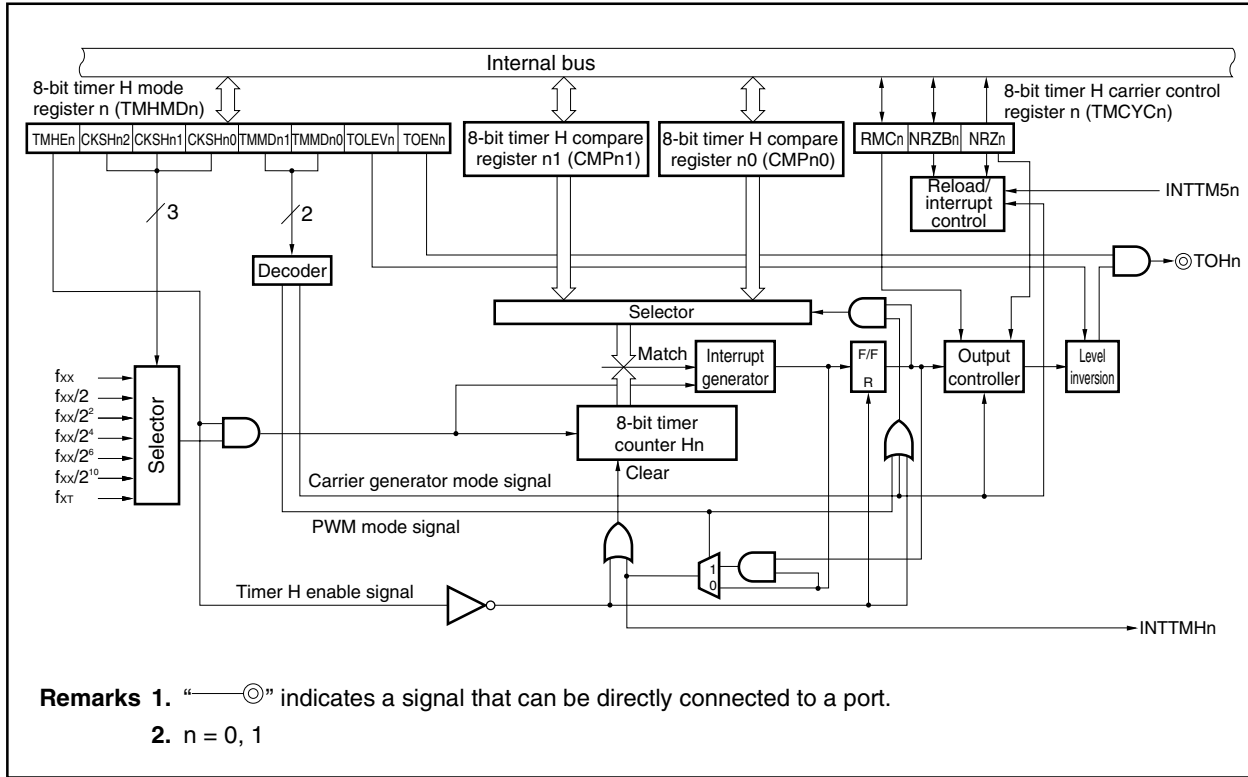 Internal bus
8-bit timer H mode
register n (TMHMDn)
8-bit timer H carrier control
register n (TMCYCn)
TMHEn CKSHn2 CKSHn1 CKSHn0 TMMDn1 TMMDn0 TOLEVn TOENn
8-bit timer H compare
register n1 (CMPn1)
8-bit timer H compare
register n0 (CMPn0)
RMCn NRZBn NRZn
Reload/
interrupt
control
INTTM5n
3
2
Decoder
TOHn
Selector
Match
Interrupt
generator
F/F
R
Output
controller
Level
inversion
fXX
fXX/2
fXX/2²
fXX/2⁴
fXX/2⁶
fXX/2¹⁰
fXT
Selector
8-bit timer
counter Hn
Clear
Carrier generator mode signal
PWM mode signal
1
0
Timer H enable signal
INTTMHn
Remarks 1. “——◎” indicates a signal that can be directly connected to a port.
2. n = 0, 1